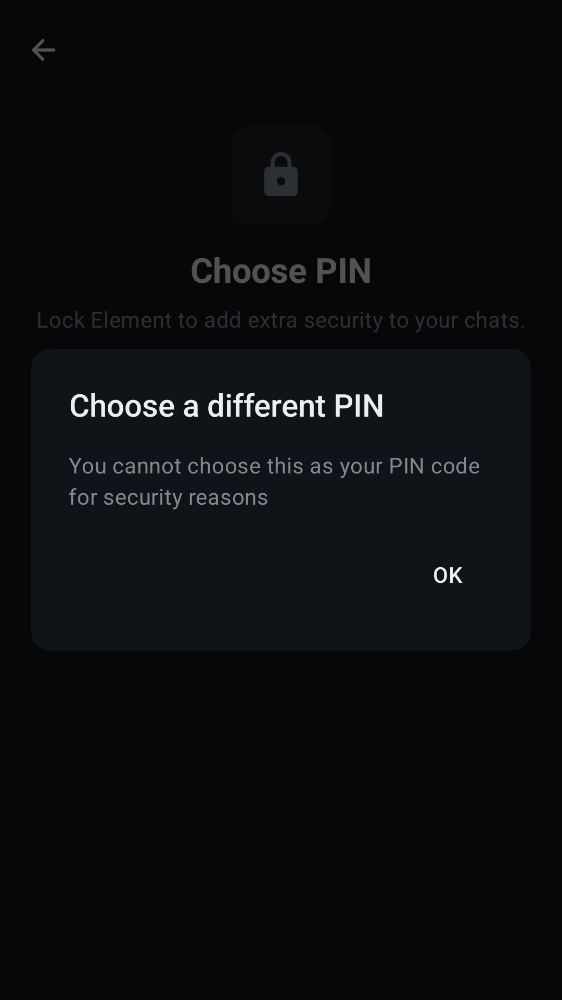 Choose PIN
Lock Element to add extra security to your chats.
Choose a different PIN
You cannot choose this as your PIN code
for security reasons
OK